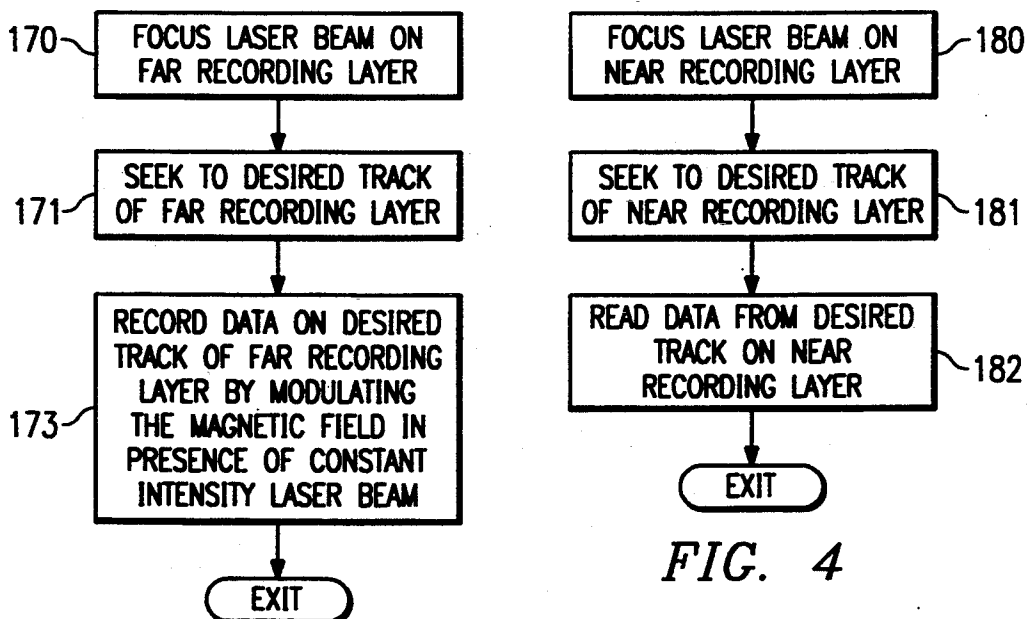 170
FOCUS LASER BEAM ON
FAR RECORDING LAYER
171
SEEK TO DESIRED TRACK
OF FAR RECORDING LAYER
173
RECORD DATA ON DESIRED
TRACK OF FAR RECORDING
LAYER BY MODULATING
THE MAGNETIC FIELD IN
PRESENCE OF CONSTANT
INTENSITY LASER BEAM
EXIT
FOCUS LASER BEAM ON
NEAR RECORDING LAYER
180
SEEK TO DESIRED TRACK
OF NEAR RECORDING LAYER
181
READ DATA FROM DESIRED
TRACK ON NEAR
RECORDING LAYER
182
EXIT
FIG. 4